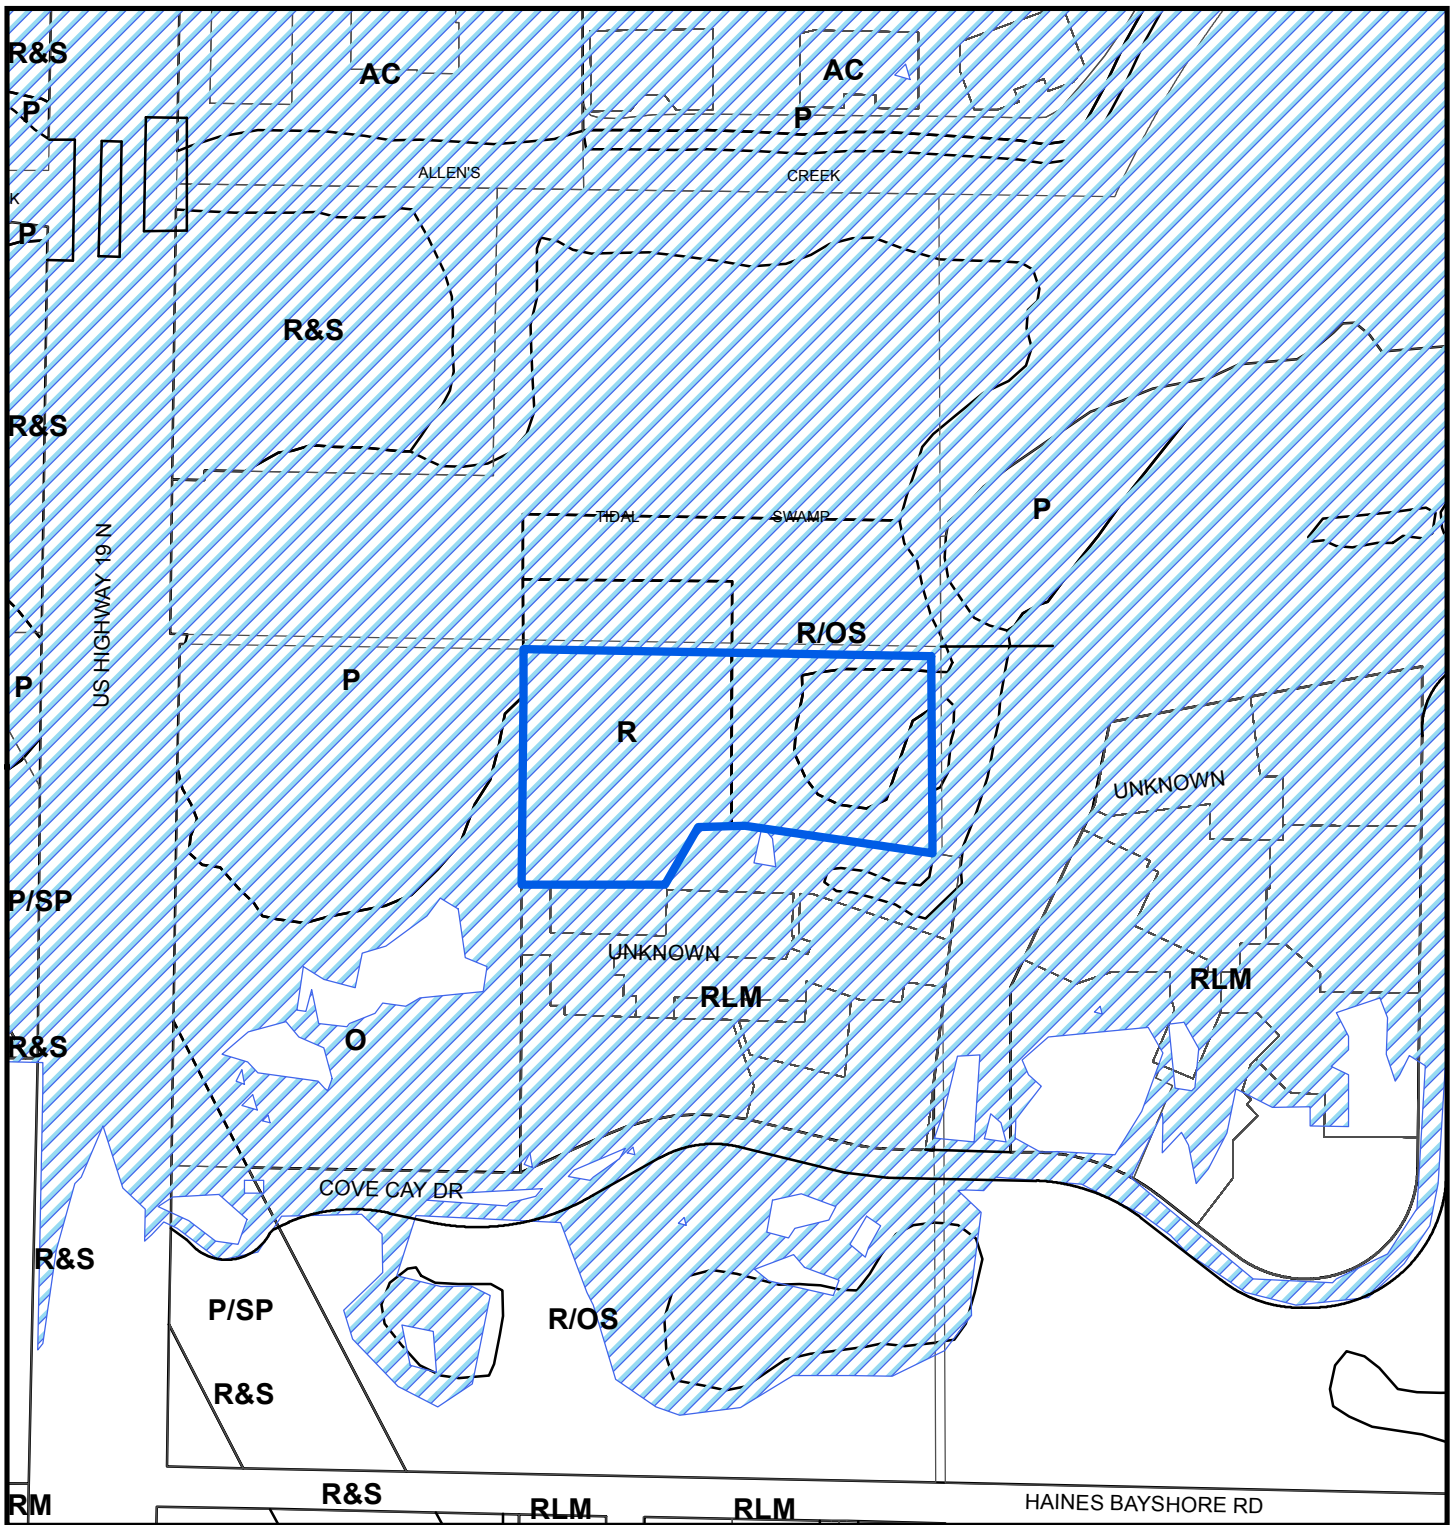 R&S
AC
AC
P
P
ALLEN'S
CREEK
K
P
R&S
R&S
P
TIDAL
SWAMP
US HIGHWAY 19 N
R/OS
P
P
R
UNKNOWN
P/SP
UNKNOWN
RLM
RLM
O
R&S
COVE CAY DR
R&S
P/SP
R/OS
R&S
R&S
RM
RLM
RLM
HAINES BAYSHORE RD